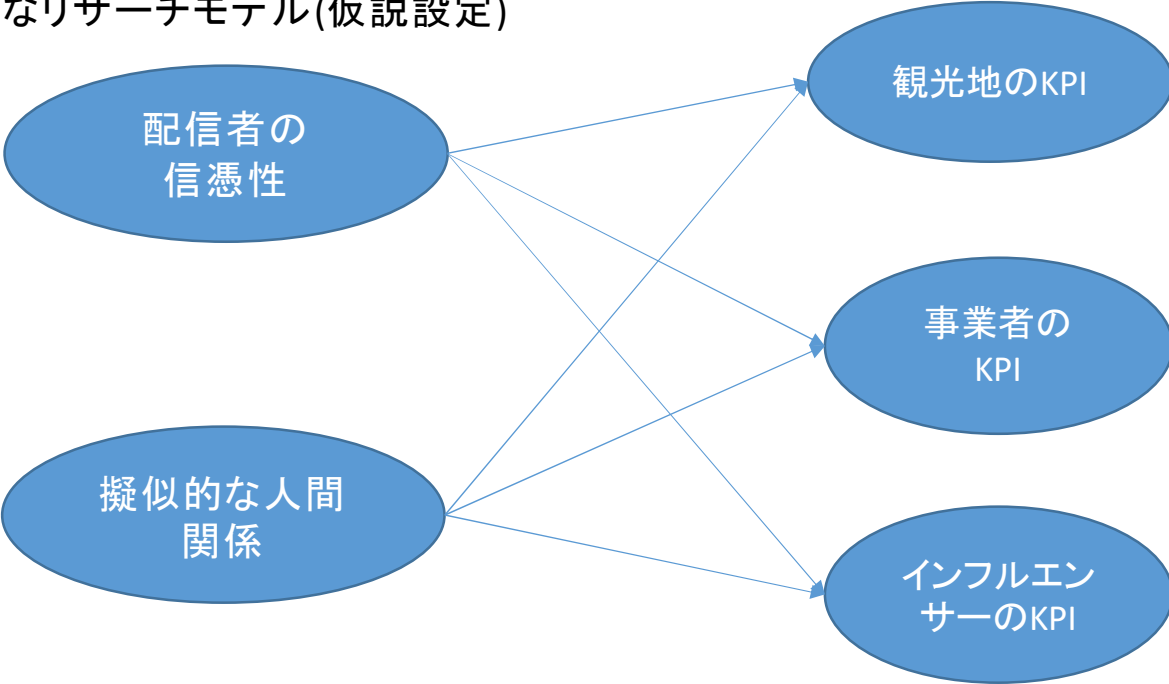 なリサーチモデル(仮説設定)
配信者の
信憑性
擬似的な人間
関係
観光地のKPI
事業者の
KPI
インフルエン
サーのKPI